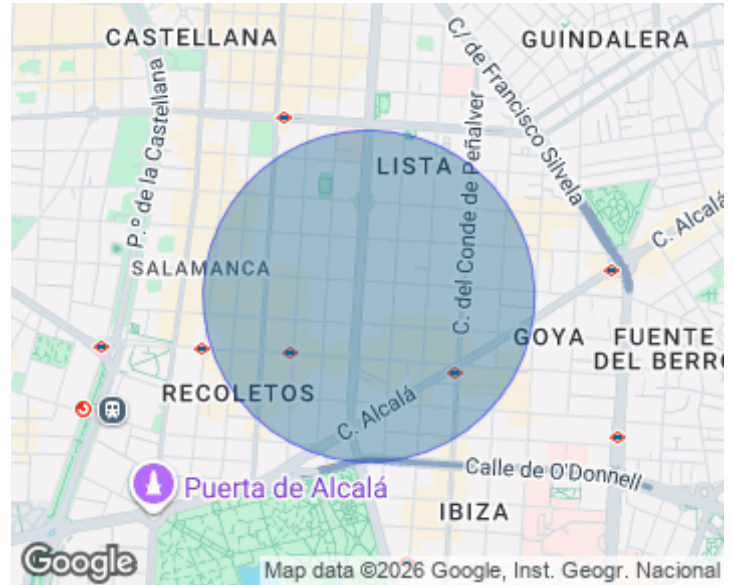 CASTELLANA
GUINDALERA
C/ de Francisco Silvela
P.º de la Castellana
LISTA
C. del Conde de Peñalver
C. Alcalá
SALAMANCA
GOYA
FUENTE
DEL BERRO
RECOLETOS
C. Alcalá
Calle de O'Donnell
Puerta de Alcalá
IBIZA
Google
Map data ©2026 Google, Inst. Geogr. Nacional